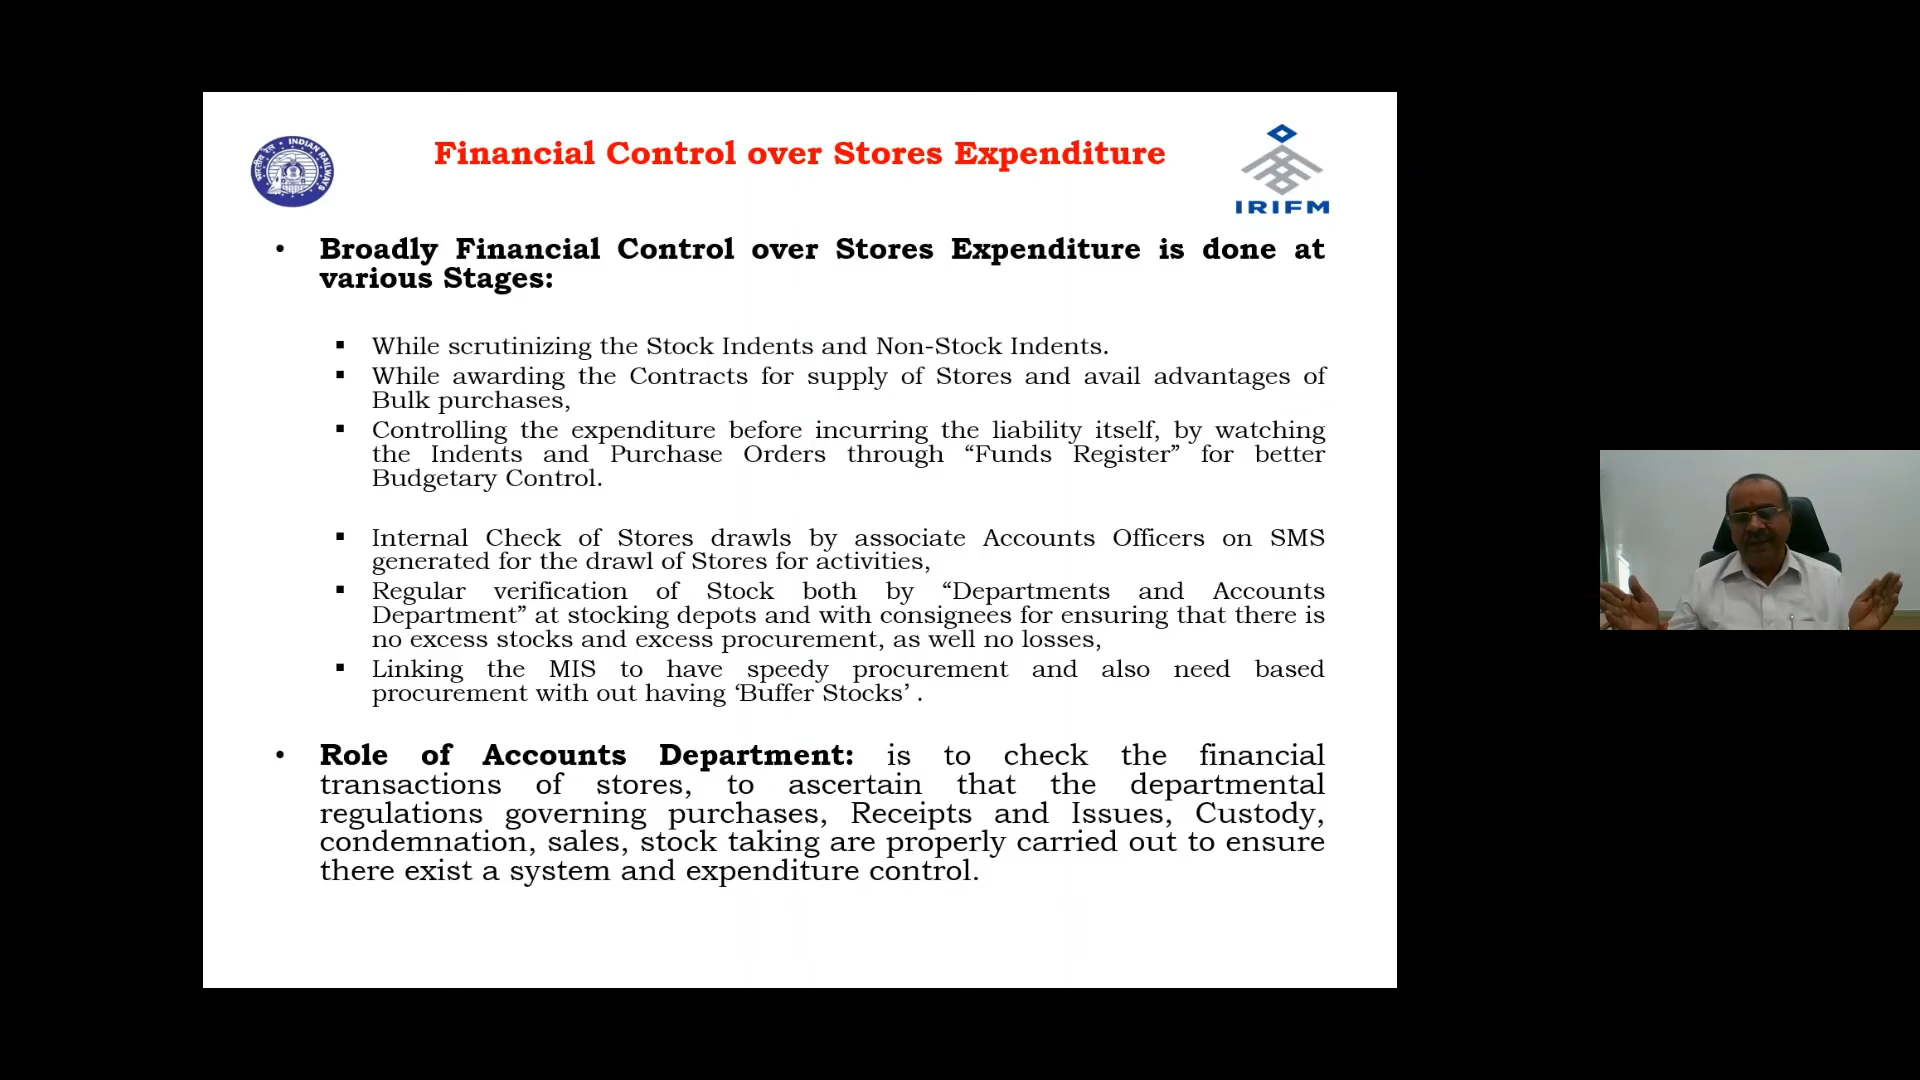 Financial Control over Stores Expenditure
भारतीय रेल
INDIAN RAILWAYS
IRIFM
• Broadly Financial Control over Stores Expenditure is done at
various Stages:
▪ While scrutinizing the Stock Indents and Non-Stock Indents.
▪ While awarding the Contracts for supply of Stores and avail advantages of
Bulk purchases,
▪ Controlling the expenditure before incurring the liability itself, by watching
the Indents and Purchase Orders through “Funds Register” for better
Budgetary Control.
▪ Internal Check of Stores drawls by associate Accounts Officers on SMS
generated for the drawl of Stores for activities,
▪ Regular verification of Stock both by “Departments and Accounts
Department” at stocking depots and with consignees for ensuring that there is
no excess stocks and excess procurement, as well no losses,
▪ Linking the MIS to have speedy procurement and also need based
procurement with out having ‘Buffer Stocks’ .
• Role of Accounts Department: is to check the financial
transactions of stores, to ascertain that the departmental
regulations governing purchases, Receipts and Issues, Custody,
condemnation, sales, stock taking are properly carried out to ensure
there exist a system and expenditure control.